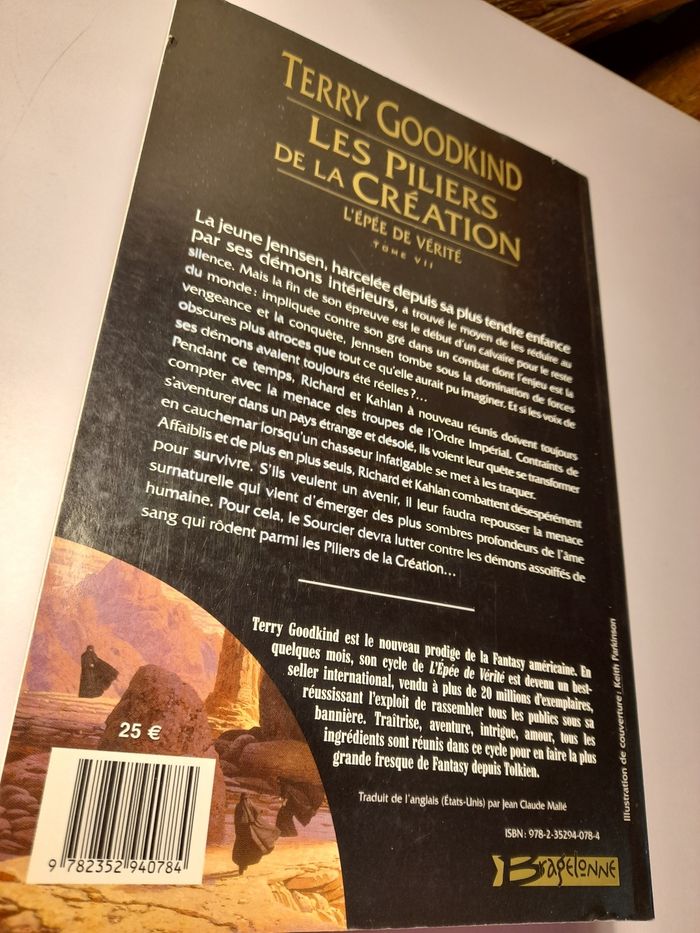 TERRY GOODKIND
LES PILIERS
DE LA CRÉATION
L'ÉPÉE DE VÉRITÉ
TOME VII
La jeune Jennsen, harcelée depuis sa plus tendre enfance
par ses démons intérieurs, a trouvé le moyen de les réduire au
silence. Mais la fin de son épreuve est le début d'un calvaire pour le reste
du monde : impliquée contre son gré dans un combat dont l'enjeu est la
vengeance et la conquête, Jennsen tombe sous la domination de forces
obscures plus atroces que tout ce qu'elle aurait pu imaginer. Et si les voix de
ses démons avaient toujours été réelles ?...
Pendant ce temps, Richard et Kahlan à nouveau réunis doivent toujours
compter avec la menace des troupes de l'Ordre Impérial. Contraints de
s'aventurer dans un pays étrange et désolé, ils voient leur quête se transformer
en cauchemar lorsqu'un chasseur infatigable se met à les traquer.
Affaiblis et de plus en plus seuls, Richard et Kahlan combattent désespérément
pour survivre. S'ils veulent un avenir, il leur faudra repousser la menace
surnaturelle qui vient d'émerger des plus sombres profondeurs de l'âme
humaine. Pour cela, le Sourcier devra lutter contre les démons assoiffés de
sang qui rôdent parmi les Piliers de la Création...
Terry Goodkind est le nouveau prodige de la Fantasy américaine. En
quelques mois, son cycle de L'Épée de Vérité est devenu un best-
seller international, vendu à plus de 20 millions d'exemplaires,
réussissant l'exploit de rassembler tous les publics sous sa
bannière. Traîtrise, aventure, intrigue, amour, tous les
ingrédients sont réunis dans ce cycle pour en faire la plus
grande fresque de Fantasy depuis Tolkien.
Traduit de l'anglais (États-Unis) par Jean Claude Mallé
ISBN : 978-2-35294-078-4
Bragelonne
Illustration de couverture : Keith Parkinson
25 €
9 782352 940784